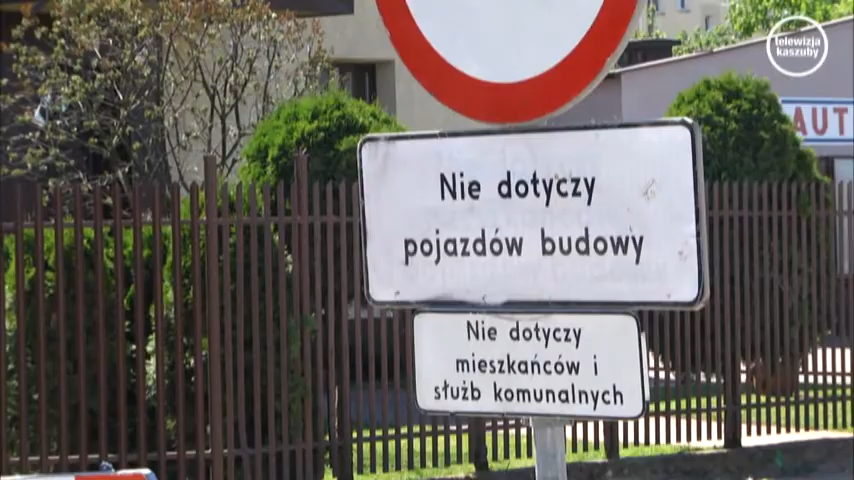 telewizja
kaszuby
AUT
Nie dotyczy
pojazdów budowy
Nie dotyczy
mieszkańców i
służb komunalnych